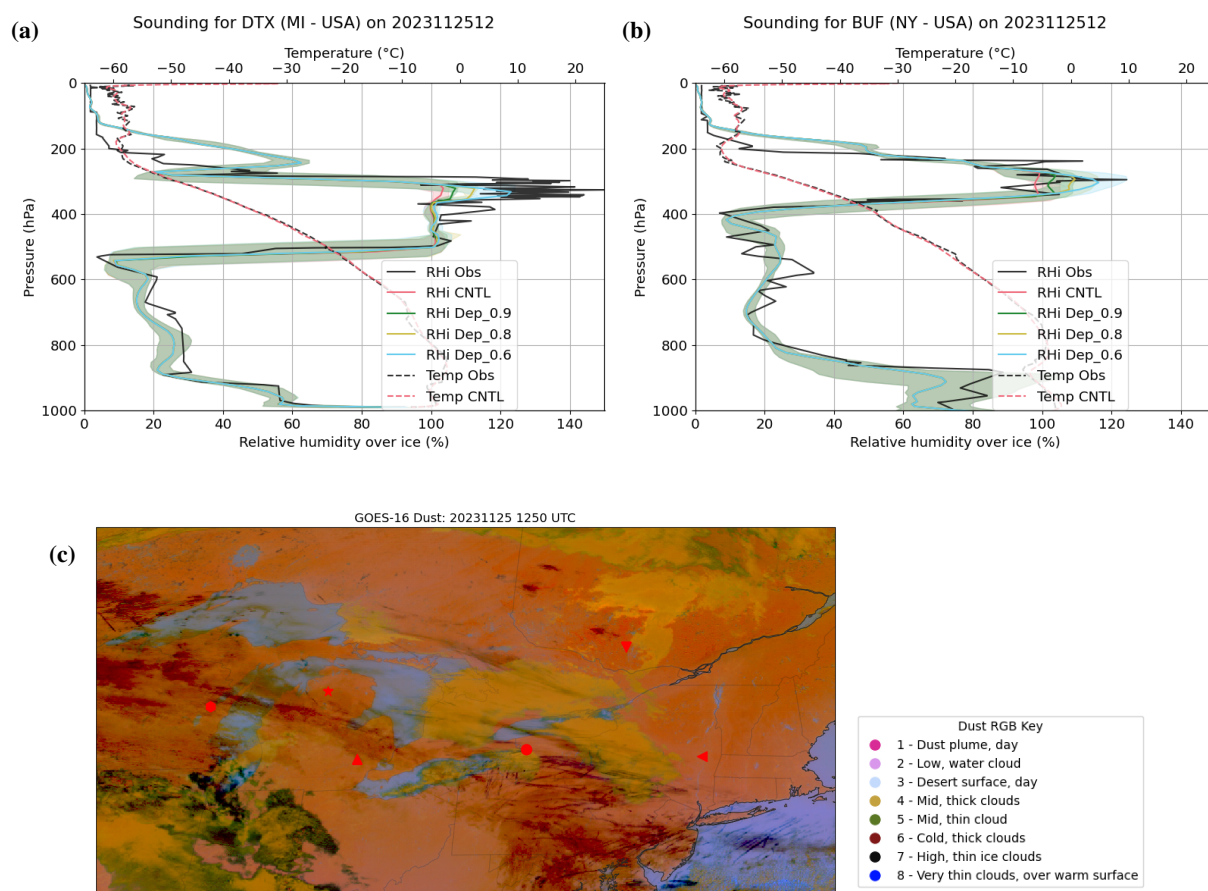 Sounding for DTX (MI - USA) on 2023112512
(a)
Temperature (°C)
−60 −50 −40 −30 −20 −10 0 10 20
0
200
400
600
800
1000
Pressure (hPa)
RHi Obs
RHi CNTL
RHi Dep_0.9
RHi Dep_0.8
RHi Dep_0.6
Temp Obs
Temp CNTL
0 20 40 60 80 100 120 140
Relative humidity over ice (%)
Sounding for BUF (NY - USA) on 2023112512
(b)
Temperature (°C)
−60 −50 −40 −30 −20 −10 0 10 20
0
200
400
600
800
1000
Pressure (hPa)
RHi Obs
RHi CNTL
RHi Dep_0.9
RHi Dep_0.8
RHi Dep_0.6
Temp Obs
Temp CNTL
0 20 40 60 80 100 120 140
Relative humidity over ice (%)
GOES-16 Dust: 20231125 1250 UTC
(c)
Dust RGB Key
1 - Dust plume, day
2 - Low, water cloud
3 - Desert surface, day
4 - Mid, thick clouds
5 - Mid, thin cloud
6 - Cold, thick clouds
7 - High, thin ice clouds
8 - Very thin clouds, over warm surface